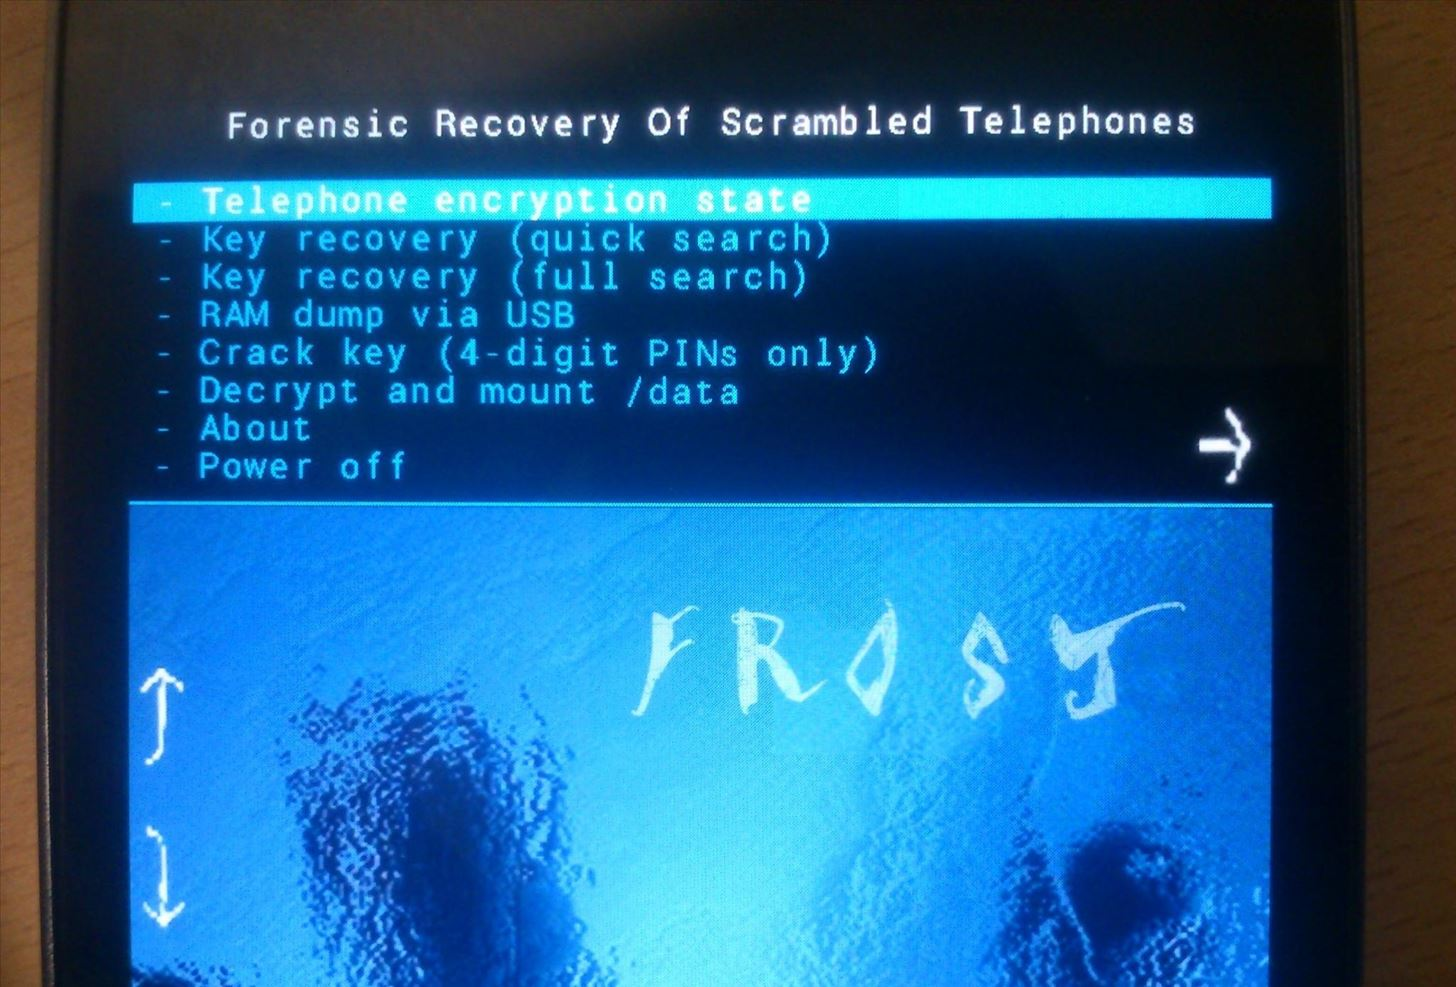 Forensic Recovery Of Scrambled Telephones
- Telephone encryption state
- Key recovery (quick search)
- Key recovery (full search)
- RAM dump via USB
- Crack key (4-digit PINs only)
- Decrypt and mount /data
- About
- Power off
FROST